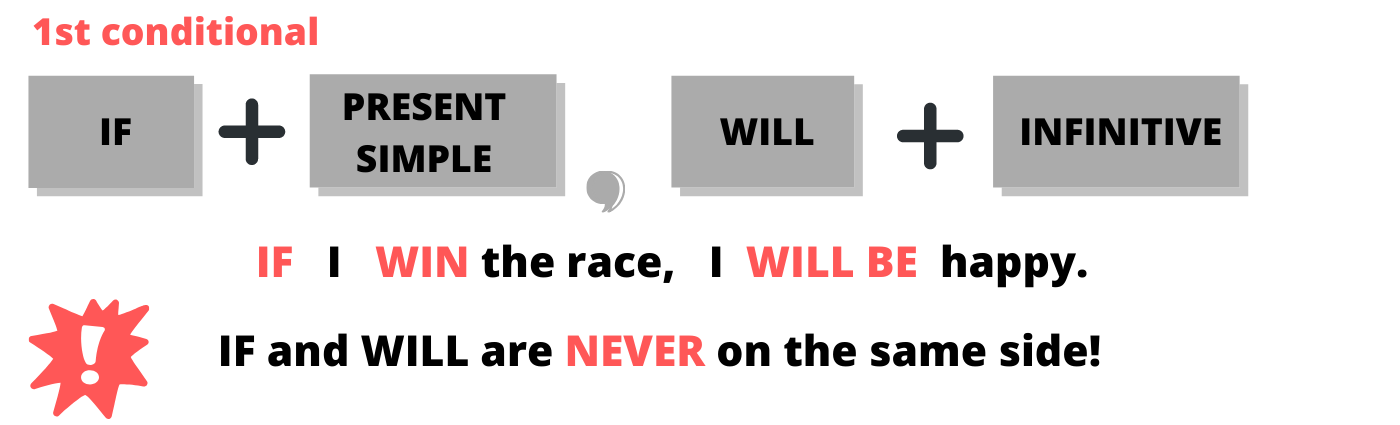 1st conditional
IF + PRESENT SIMPLE , WILL + INFINITIVE
IF I WIN the race, I WILL BE happy.
! IF and WILL are NEVER on the same side!